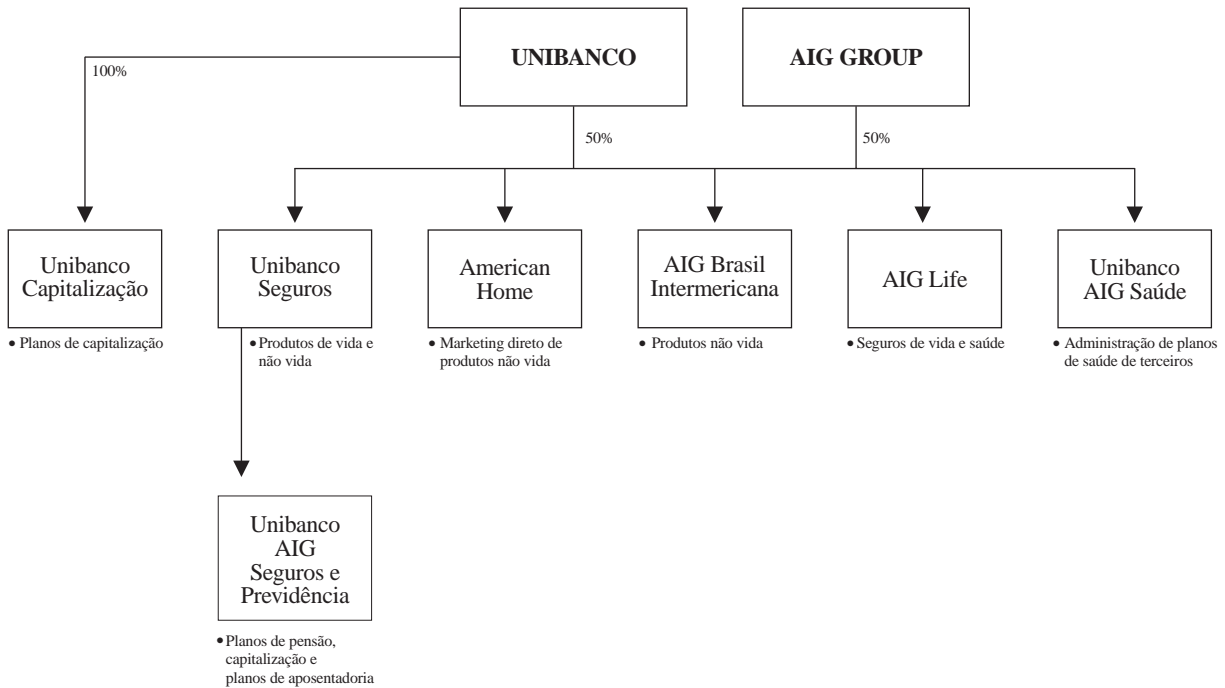 UNIBANCO
AIG GROUP
100%
50%
50%
Unibanco
Capitalização
• Planos de capitalização
Unibanco
Seguros
• Produtos de vida e
não vida
American
Home
• Marketing direto de
produtos não vida
AIG Brasil
Intermericana
• Produtos não vida
AIG Life
• Seguros de vida e saúde
Unibanco
AIG Saúde
• Administração de planos
de saúde de terceiros
Unibanco
AIG
Seguros e
Previdência
• Planos de pensão,
capitalização e
planos de aposentadoria